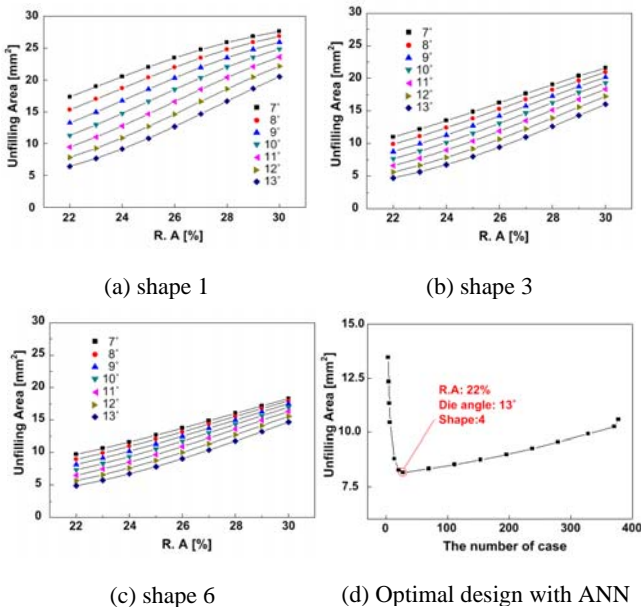 Unfilling Area [mm²]
30
25
20
15
10
5
0
22 24 26 28 30
R. A [%]
7˚
8˚
9˚
10˚
11˚
12˚
13˚
(a) shape 1
Unfilling Area [mm²]
30
25
20
15
10
5
0
22 24 26 28 30
R. A [%]
7˚
8˚
9˚
10˚
11˚
12˚
13˚
(b) shape 3
Unfilling Area [mm²]
30
25
20
15
10
5
0
22 24 26 28 30
R. A [%]
7˚
8˚
9˚
10˚
11˚
12˚
13˚
(c) shape 6
Unfilling Area [mm²]
15.0
12.5
10.0
7.5
0 100 200 300 400
The number of case
R.A: 22%
Die angle: 13˚
Shape:4
(d) Optimal design with ANN